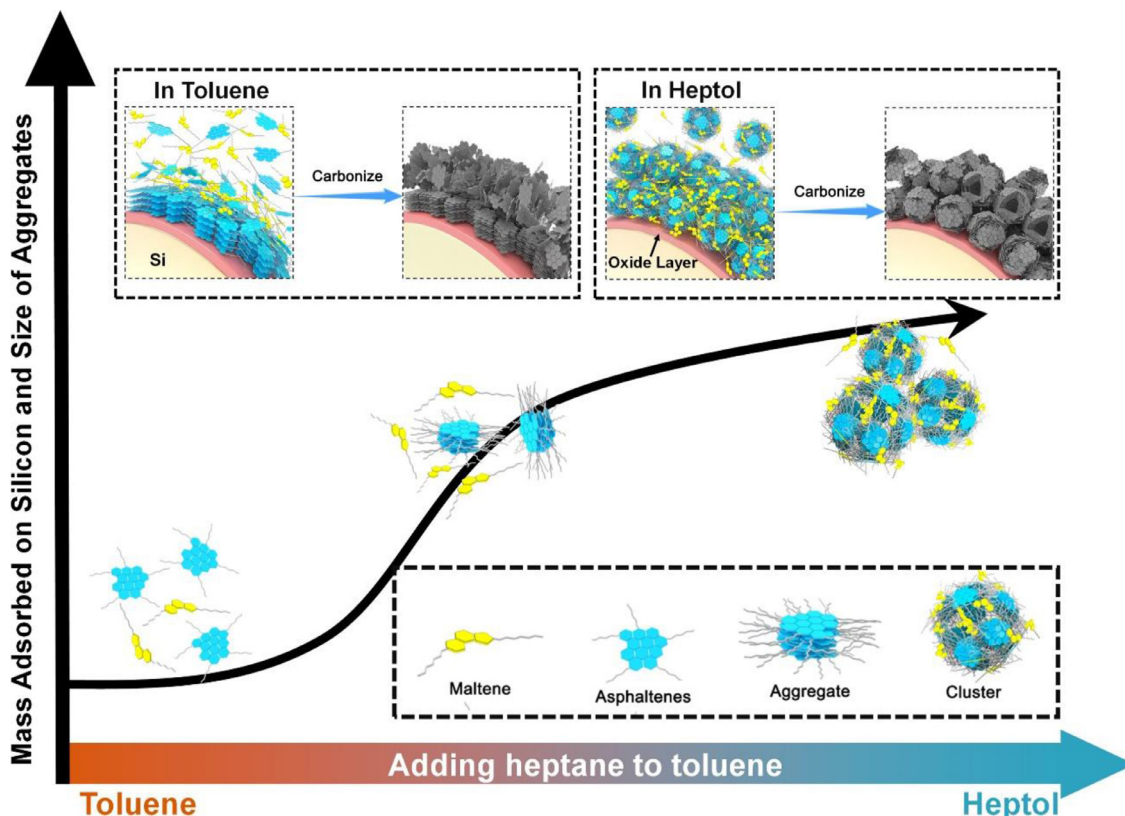 Mass Adsorbed on Silicon and Size of Aggregates
In Toluene
Carbonize
Si
In Heptol
Carbonize
Oxide Layer
Maltene
Asphaltenes
Aggregate
Cluster
Adding heptane to toluene
Toluene
Heptol